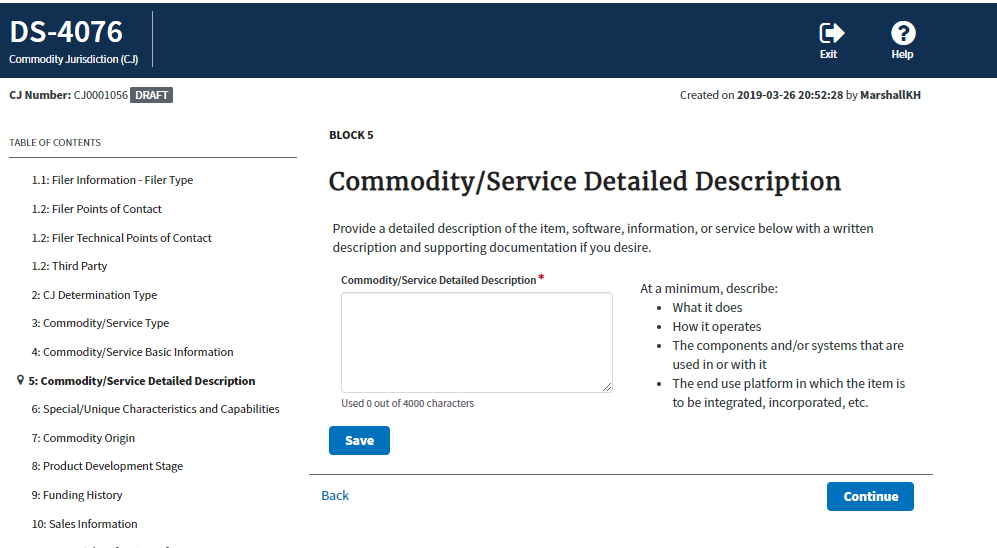 DS-4076
Commodity Jurisdiction (CJ)
Exit
Help
CJ Number: CJ0001056 DRAFT
Created on 2019-03-26 20:52:28 by MarshallKH
TABLE OF CONTENTS
1.1: Filer Information - Filer Type
1.2: Filer Points of Contact
1.2: Filer Technical Points of Contact
1.2: Third Party
2: CJ Determination Type
3: Commodity/Service Type
4: Commodity/Service Basic Information
5: Commodity/Service Detailed Description
6: Special/Unique Characteristics and Capabilities
7: Commodity Origin
8: Product Development Stage
9: Funding History
10: Sales Information
BLOCK 5
Commodity/Service Detailed Description
Provide a detailed description of the item, software, information, or service below with a written
description and supporting documentation if you desire.
Commodity/Service Detailed Description *
Used 0 out of 4000 characters
At a minimum, describe:
• What it does
• How it operates
• The components and/or systems that are
used in or with it
• The end use platform in which the item is
to be integrated, incorporated, etc.
Save
Back
Continue